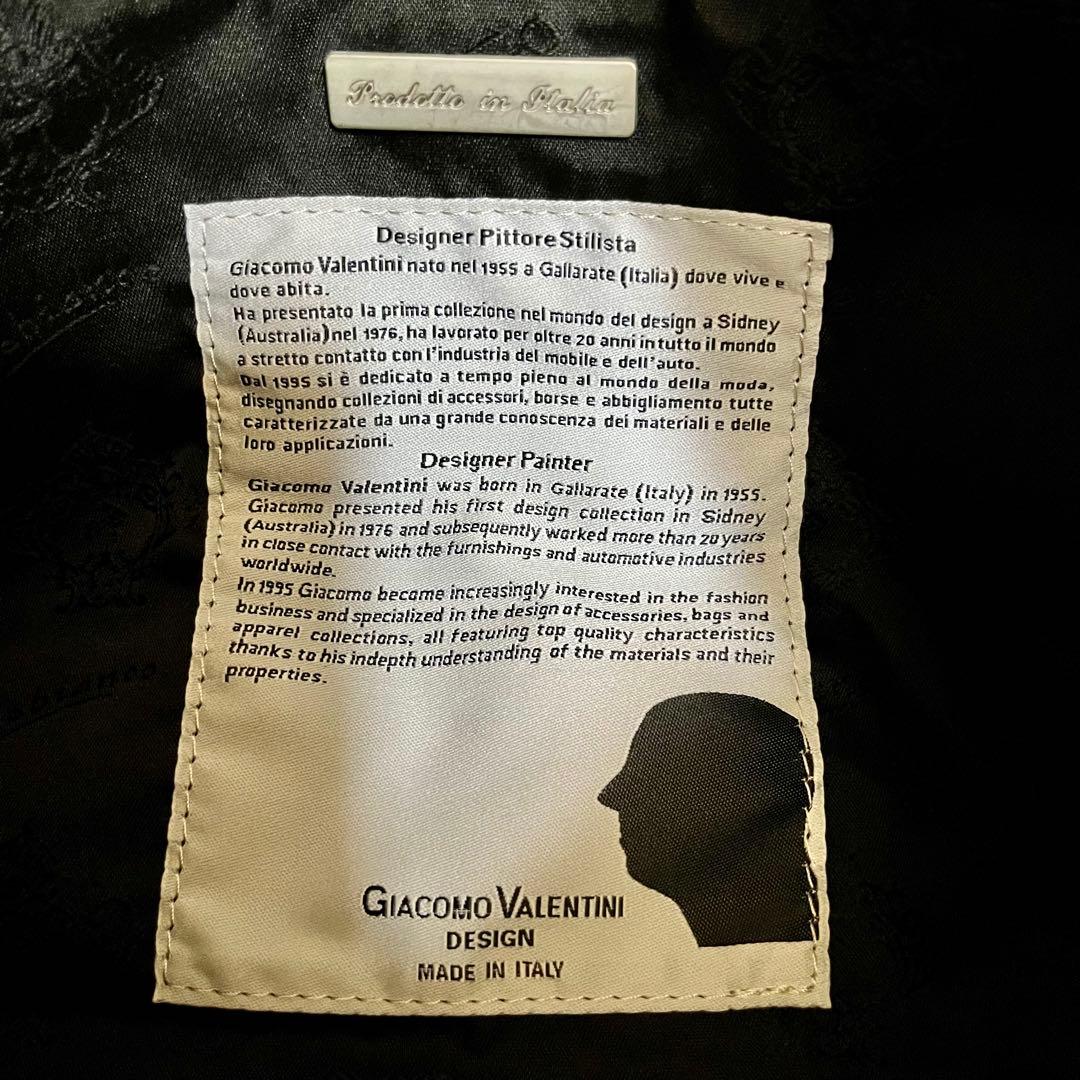 Prodotto in Italia
Designer Pittore Stilista
Giacomo Valentini nato nel 1955 a Gallarate (Italia) dove vive e
dove abita.
Ha presentato la prima collezione nel mondo del design a Sidney
(Australia) nel 1976, ha lavorato per oltre 20 anni in tutto il mondo
a stretto contatto con l'industria del mobile e dell'auto.
Dal 1995 si è dedicato a tempo pieno al mondo della moda,
disegnando collezioni di accessori, borse e abbigliamento tutte
caratterizzate da una grande conoscenza dei materiali e delle
loro applicazioni.
Designer Painter
Giacomo Valentini was born in Gallarate (Italy) in 1955.
Giacomo presented his first design collection in Sidney
(Australia) in 1976 and subsequently worked more than 20 years
in close contact with the furnishings and automotive industries
worldwide.
In 1995 Giacomo become increasingly interested in the fashion
business and specialized in the design of accessories, bags and
apparel collections, all featuring top quality characteristics
thanks to his indepth understanding of the materials and their
properties.
GIACOMO VALENTINI
DESIGN
MADE IN ITALY